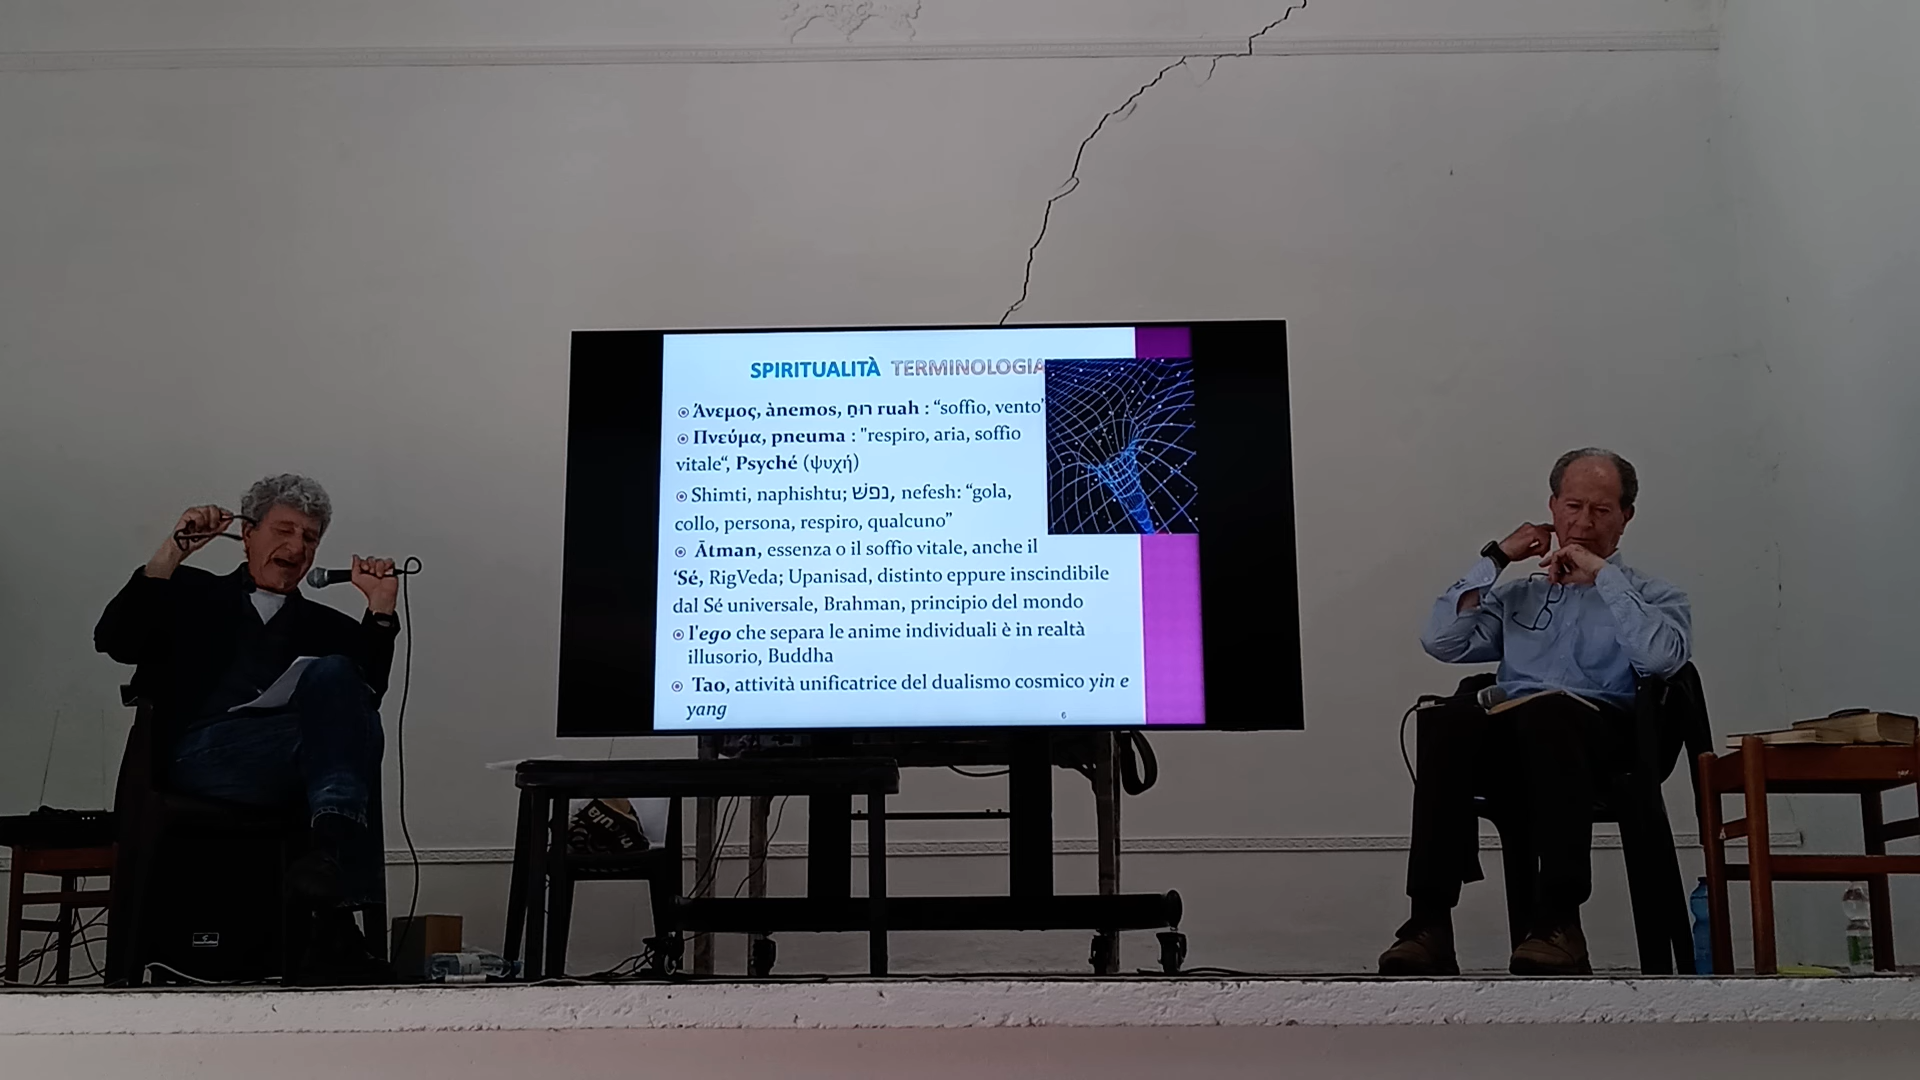 SPIRITUALITÀ TERMINOLOGIA
Άνεμος, ànemos, רוּחַ ruah : “soffio, vento”
Πνεύμα, pneuma : "respiro, aria, soffio
vitale“, Psyché (ψυχή)
Shimti, naphishtu; נפש, nefesh: “gola,
collo, persona, respiro, qualcuno”
Ātman, essenza o il soffio vitale, anche il
‘Sé, RigVeda; Upanisad, distinto eppure inscindibile
dal Sé universale, Brahman, principio del mondo
l'ego che separa le anime individuali è in realtà
illusorio, Buddha
Tao, attività unificatrice del dualismo cosmico yin e
yang
6